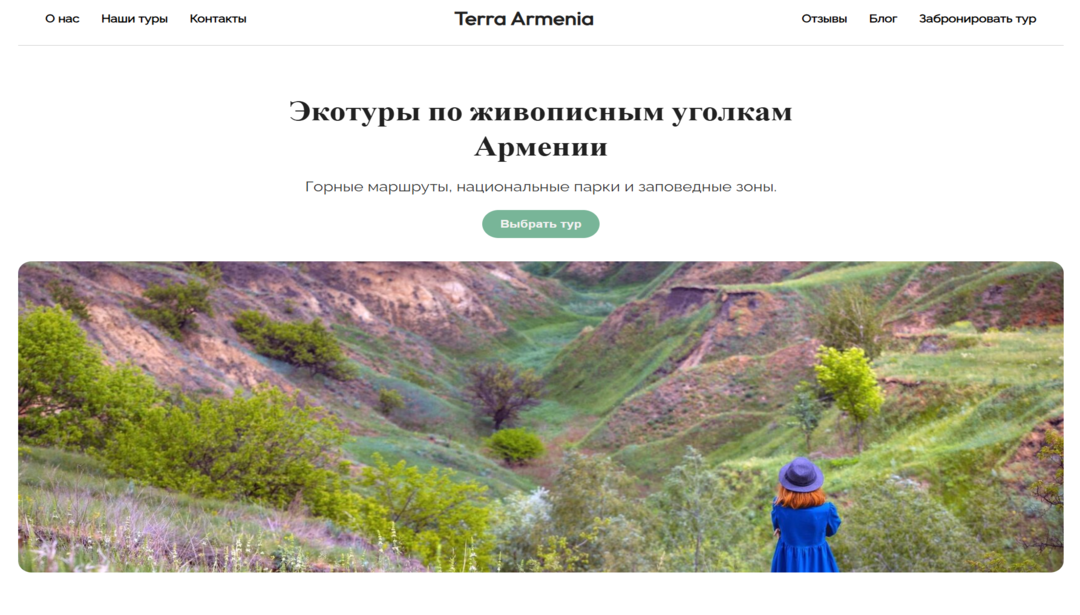 О нас Наши туры Контакты Terra Armenia Отзывы Блог Забронировать тур
Экотуры по живописным уголкам
Армении
Горные маршруты, национальные парки и заповедные зоны.
Выбрать тур